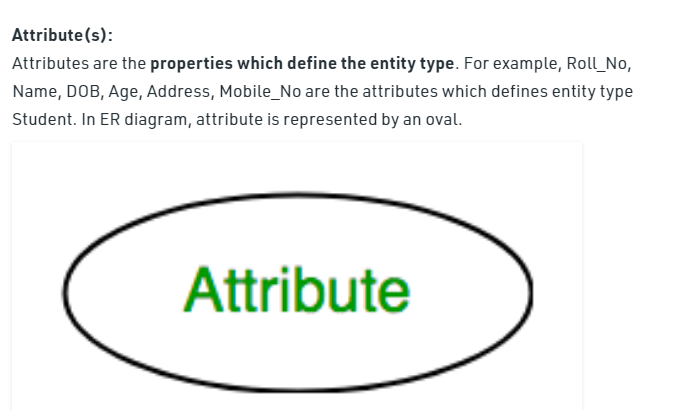 Attribute(s):
Attributes are the properties which define the entity type. For example, Roll_No,
Name, DOB, Age, Address, Mobile_No are the attributes which defines entity type
Student. In ER diagram, attribute is represented by an oval.
Attribute